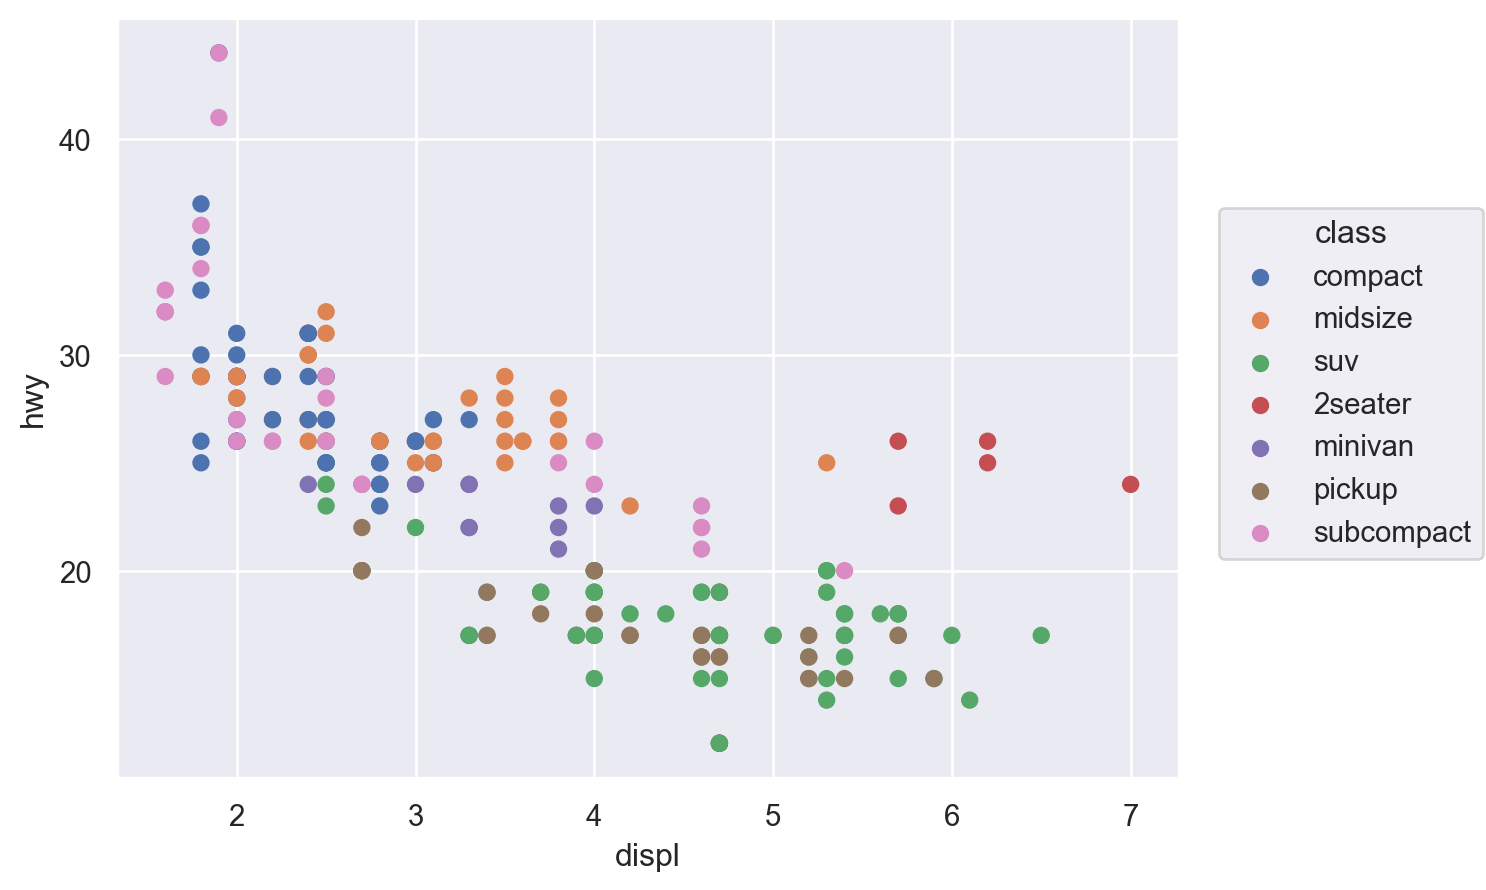 40
30
20
hwy
2 3 4 5 6 7
displ
class
compact
midsize
suv
2seater
minivan
pickup
subcompact